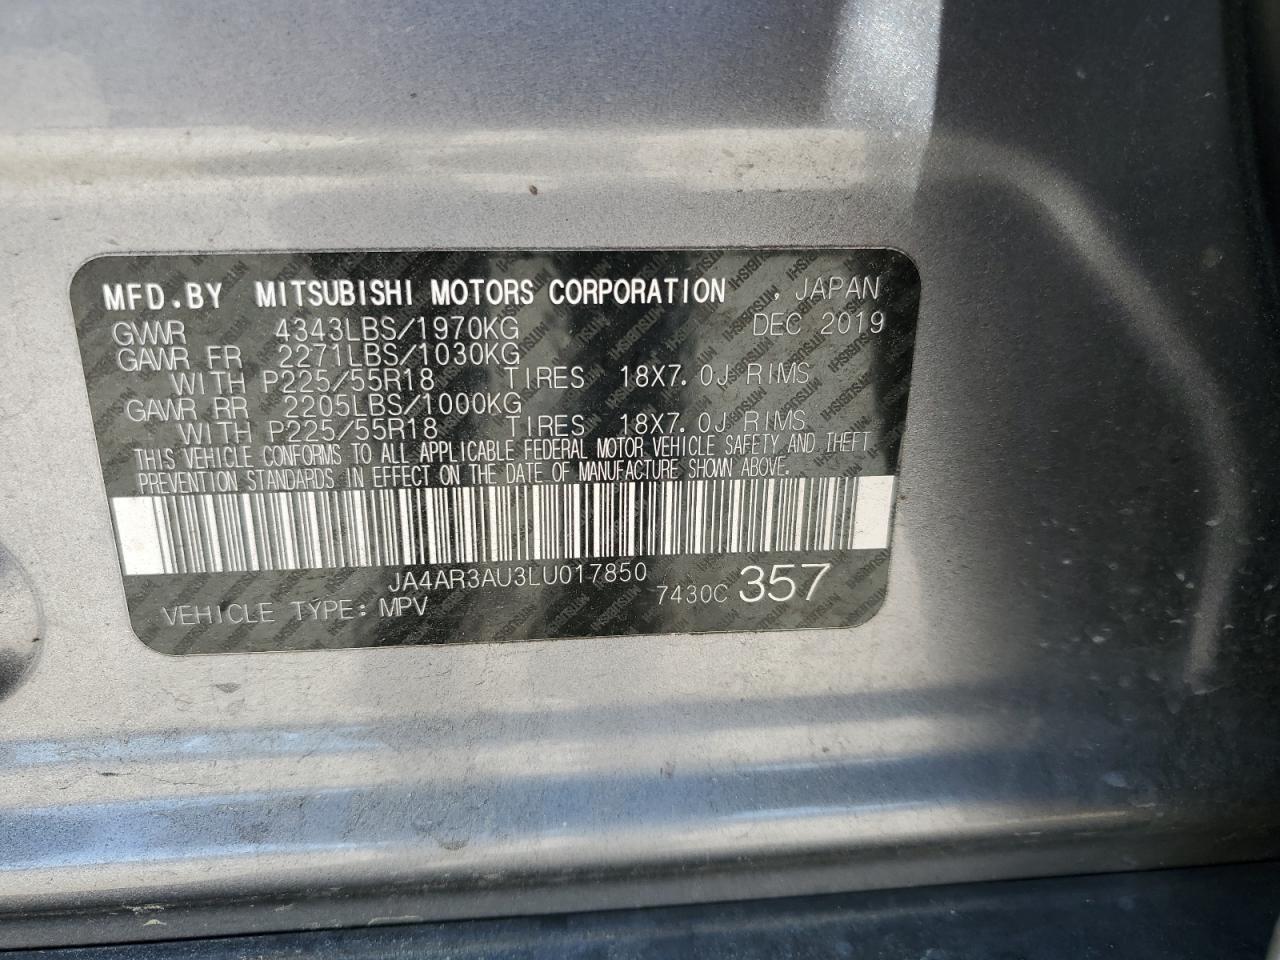 MFD.BY MITSUBISHI MOTORS CORPORATION , JAPAN
GVWR 4343LBS/1970KG DEC 2019
GAWR FR 2271LBS/1030KG
WITH P225/55R18 TIRES 18X7.0J RIMS
GAWR RR 2205LBS/1000KG
WITH P225/55R18 TIRES 18X7.0J RIMS
THIS VEHICLE CONFORMS TO ALL APPLICABLE FEDERAL MOTOR VEHICLE SAFETY AND THEFT
PREVENTION STANDARDS IN EFFECT ON THE DATE OF MANUFACTURE SHOWN ABOVE.
JA4AR3AU3LU017850
VEHICLE TYPE: MPV 7430C 357